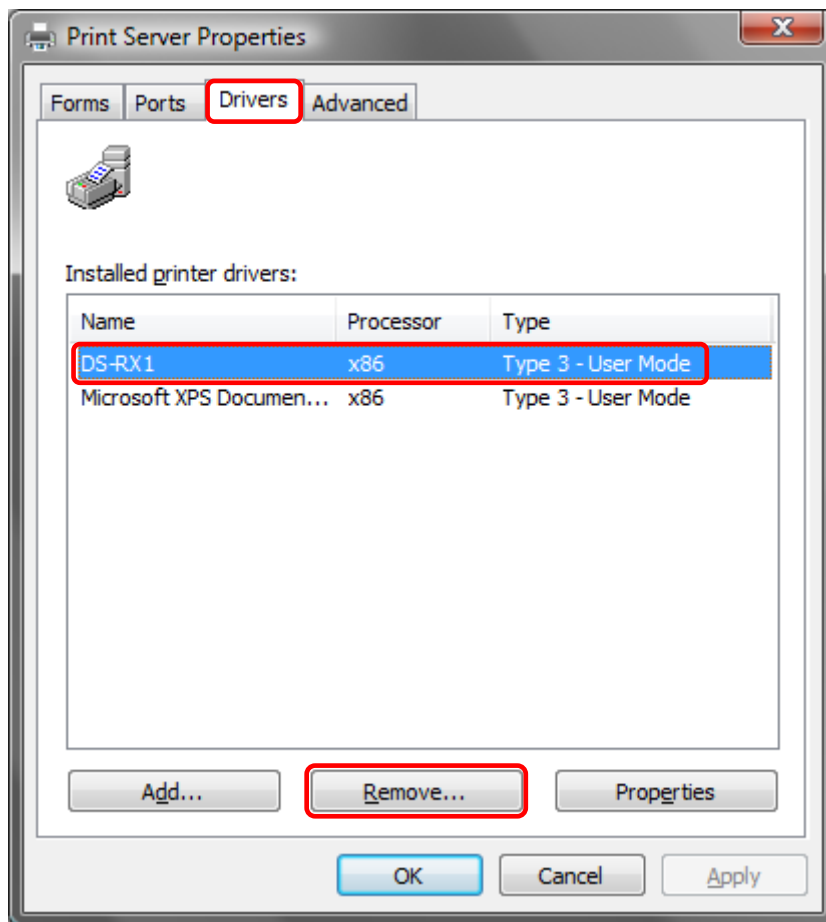 Print Server Properties
Forms Ports Drivers Advanced
Installed printer drivers:
Name Processor Type
DS-RX1 x86 Type 3 - User Mode
Microsoft XPS Documen... x86 Type 3 - User Mode
Add... Remove... Properties
OK Cancel Apply